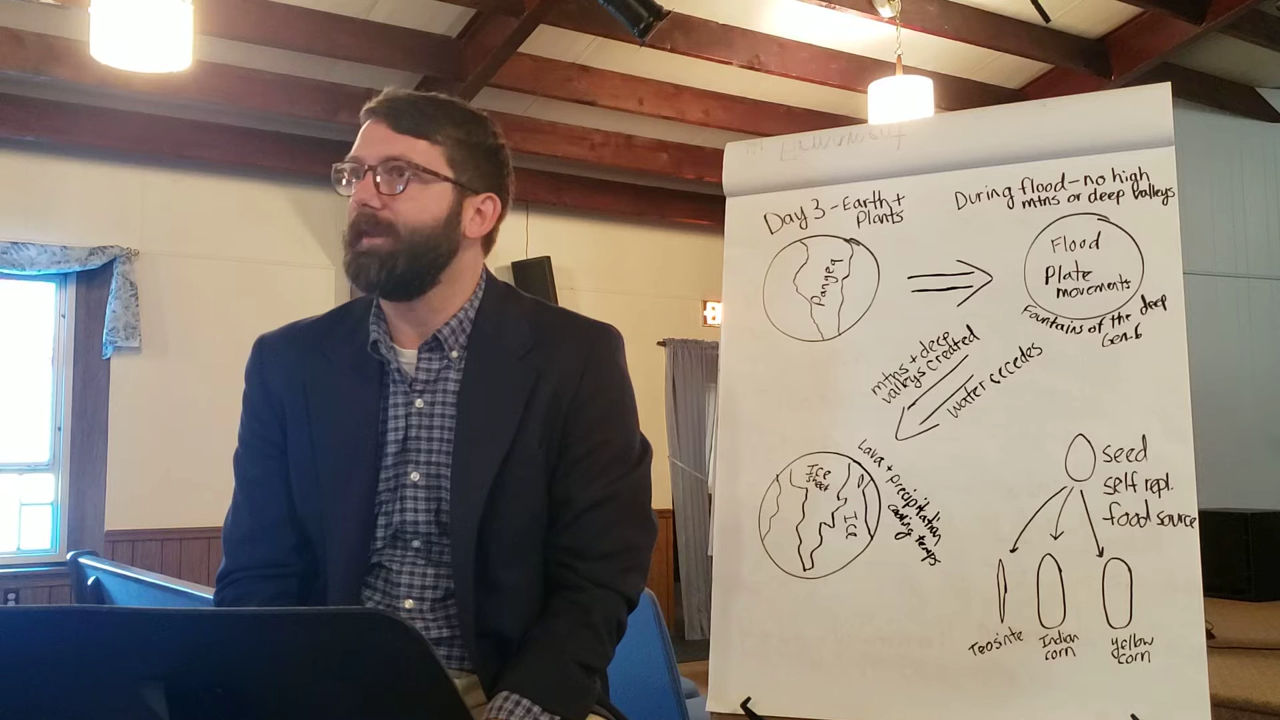 Day 3 - Earth +
Plants
Pangea
During flood - no high
mtns or deep valleys
Flood
Plate
movements
Fountains of the deep
Gen. 6
mtns + deep
valleys created
water recedes
Ice
sheet
Ice
Lava + precipitation
cooling temps
seed
self repl.
food source
Teosinte
Indian
corn
Yellow
corn